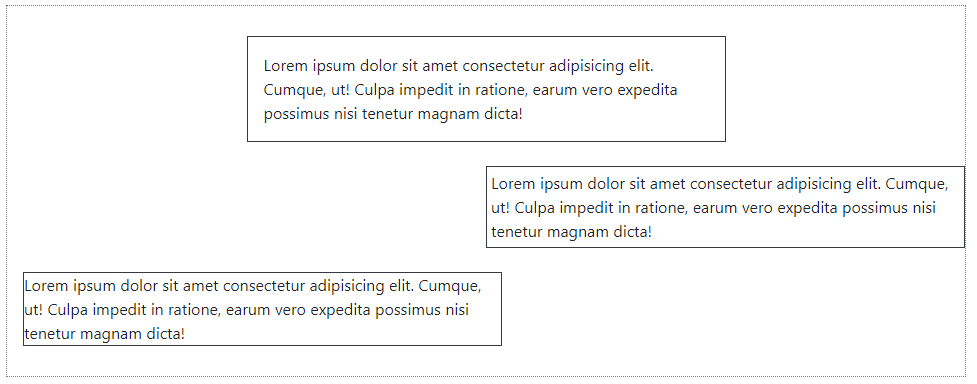 Lorem ipsum dolor sit amet consectetur adipisicing elit.
Cumque, ut! Culpa impedit in ratione, earum vero expedita
possimus nisi tenetur magnam dicta!
Lorem ipsum dolor sit amet consectetur adipisicing elit. Cumque,
ut! Culpa impedit in ratione, earum vero expedita possimus nisi
tenetur magnam dicta!
Lorem ipsum dolor sit amet consectetur adipisicing elit. Cumque,
ut! Culpa impedit in ratione, earum vero expedita possimus nisi
tenetur magnam dicta!